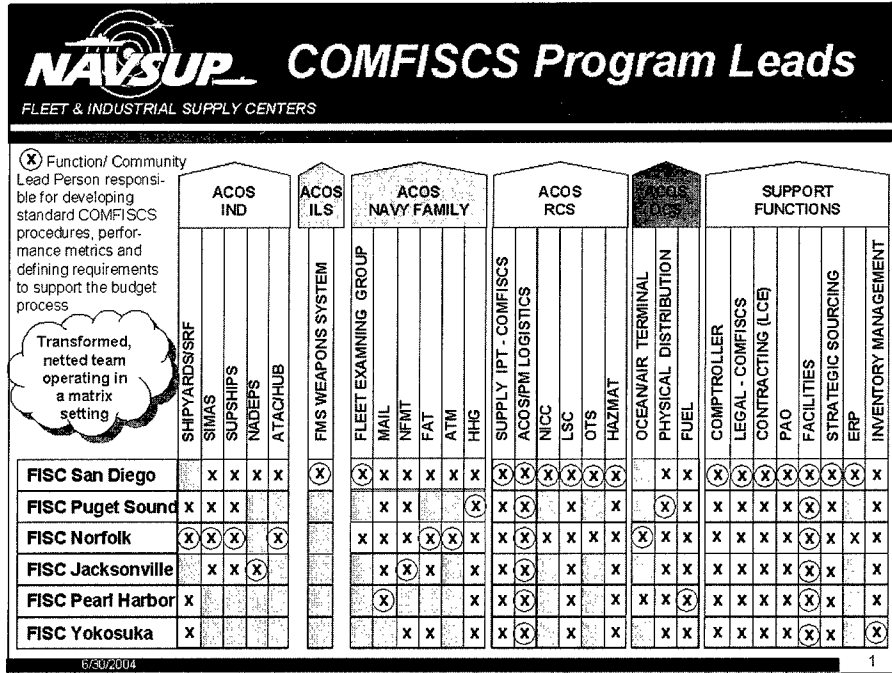 NAVSUP
COMFISCS Program Leads
FLEET & INDUSTRIAL SUPPLY CENTERS
ⓧ Function/ Community
Lead Person responsi-
ble for developing
standard COMFISCS
procedures, perfor-
mance metrics and
defining requirements
to support the budget
process
Transformed,
netted team
operating in
a matrix
setting
ACOS
IND
ACOS
ILS
ACOS
NAVY FAMILY
ACOS
RCS
ACOS
SUPPORT
FUNCTIONS
SHIPYARDS/SRF
SIMAS
SUPSHIPS
NADEPS
ATAC/HUB
FMS WEAPONS SYSTEM
FLEET EXAMINING GROUP
MAIL
NFMT
FAT
ATM
HHG
SUPPLY IPT - COMFISCS
ACOS/PM LOGISTICS
NICC
LSC
OTS
HAZMAT
OCEAN/AIR TERMINAL
PHYSICAL DISTRIBUTION
FUEL
COMPTROLLER
LEGAL - COMFISCS
CONTRACTING (LCE)
PAO
FACILITIES
STRATEGIC SOURCING
ERP
INVENTORY MANAGEMENT
FISC San Diego x x x x ⓧ ⓧ x x x x x ⓧ ⓧ ⓧ ⓧ ⓧ ⓧ x x ⓧ ⓧ ⓧ ⓧ ⓧ ⓧ ⓧ x
FISC Puget Sound x x x x x ⓧ x ⓧ x x ⓧ x x x x x ⓧ x x
FISC Norfolk ⓧ ⓧ ⓧ ⓧ x x x ⓧ ⓧ x x ⓧ x x x x ⓧ x x x x x x ⓧ x x x
FISC Jacksonville x x ⓧ x ⓧ x x x ⓧ x x x x x x x x ⓧ x x
FISC Pearl Harbor x ⓧ x x ⓧ x x x x ⓧ x x x x ⓧ x x
FISC Yokosuka x x x x x ⓧ x x x x x x x x ⓧ x ⓧ
6/30/2004
1